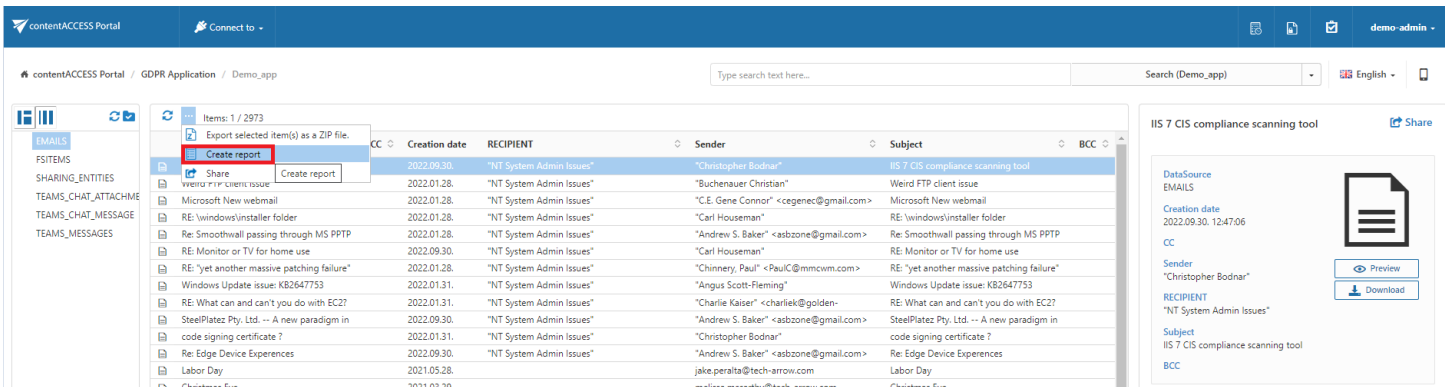 contentACCESS Portal Connect to demo-admin
contentACCESS Portal / GDPR Application / Demo_app Type search text here... Search (Demo_app) English
Items: 1 / 2973
Export selected item(s) as a ZIP file.
Create report
Share Create report
EMAILS
FSITEMS
SHARING_ENTITIES
TEAMS_CHAT_ATTACHME
TEAMS_CHAT_MESSAGE
TEAMS_MESSAGES
CC Creation date RECIPIENT Sender Subject BCC
2022.09.30. "NT System Admin Issues" "Christopher Bodnar" IIS 7 CIS compliance scanning tool
Weird FTP client issue 2022.01.28. "NT System Admin Issues" "Buchenauer Christian" Weird FTP client issue
Microsoft New webmail 2022.01.28. "NT System Admin Issues" "C.E. Gene Connor" <cegenec@gmail.com> Microsoft New webmail
RE: \windows\installer folder 2022.01.28. "NT System Admin Issues" "Carl Houseman" RE: \windows\installer folder
Re: Smoothwall passing through MS PPTP 2022.01.28. "NT System Admin Issues" "Andrew S. Baker" <asbzone@gmail.com> Re: Smoothwall passing through MS PPTP
RE: Monitor or TV for home use 2022.09.30. "NT System Admin Issues" "Carl Houseman" RE: Monitor or TV for home use
RE: "yet another massive patching failure" 2022.01.28. "NT System Admin Issues" "Chinnery, Paul" <PaulC@mmcwm.com> RE: "yet another massive patching failure"
Windows Update issue: KB2647753 2022.01.31. "NT System Admin Issues" "Angus Scott-Fleming" Windows Update issue: KB2647753
RE: What can and can't you do with EC2? 2022.01.31. "NT System Admin Issues" "Charlie Kaiser" <charliek@golden- RE: What can and can't you do with EC2?
SteelPlatez Pty. Ltd. -- A new paradigm in 2022.09.30. "NT System Admin Issues" "Andrew S. Baker" <asbzone@gmail.com> SteelPlatez Pty. Ltd. -- A new paradigm in
code signing certificate ? 2022.01.31. "NT System Admin Issues" "Christopher Bodnar" code signing certificate ?
Re: Edge Device Experences 2022.09.30. "NT System Admin Issues" "Andrew S. Baker" <asbzone@gmail.com> Re: Edge Device Experences
Labor Day 2021.05.28. jake.peralta@tech-arrow.com Labor Day
IIS 7 CIS compliance scanning tool Share
DataSource
EMAILS
Creation date
2022.09.30. 12:47:06
CC
Sender
"Christopher Bodnar"
RECIPIENT
"NT System Admin Issues"
Subject
IIS 7 CIS compliance scanning tool
BCC
Preview
Download